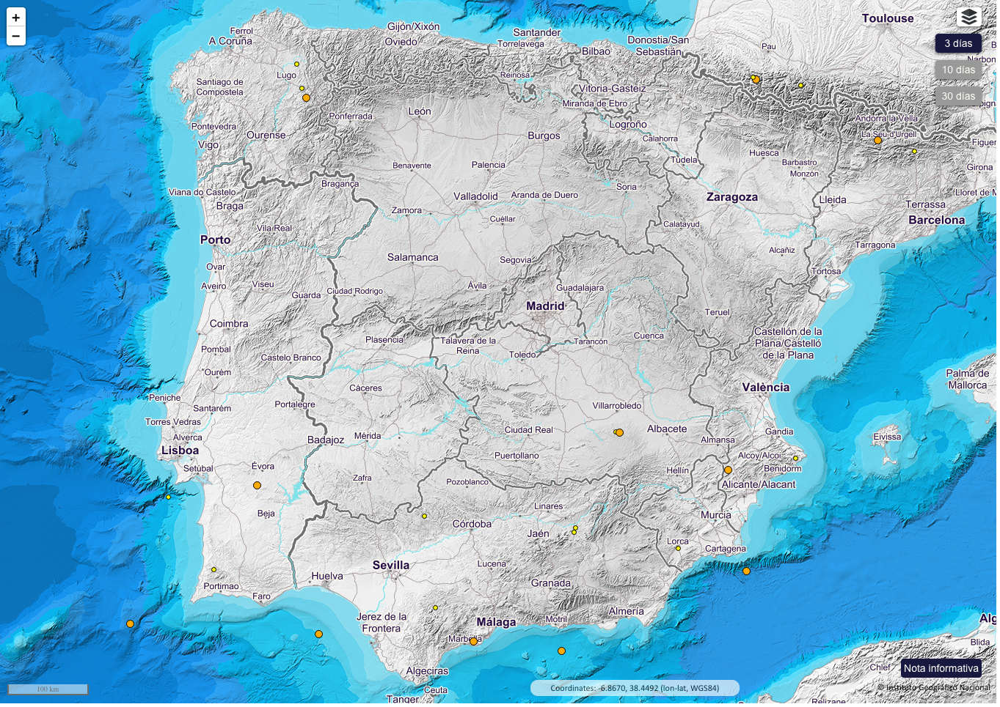 +
−
3 días
10 días
30 días
Toulouse
Gijón/Xixón
Ferrol
Santander
A Coruña
Oviedo
Torrelavega
Donostia/San
Sebastián
Bilbao
Pau
Lugo
Reinosa
Santiago de
Compostela
Vitoria-Gasteiz
Miranda de Ebro
León
Ponferrada
Pontevedra
Logroño
Andorra la Vella
Ourense
Burgos
Calahorra
La Seu d'Urgell
Vigo
Tudela
Huesca
Barbastro
Monzón
Girona
Benavente
Palencia
Bragança
Soria
Viana do Castelo
Valladolid
Aranda de Duero
Zaragoza
Lleida
Braga
Zamora
Cuéllar
Calatayud
Terrassa
Barcelona
Vila Real
Porto
Tarragona
Alcañiz
Salamanca
Segovia
Ovar
Tortosa
Aveiro
Viseu
Guarda
Ciudad Rodrigo
Ávila
Guadalajara
Madrid
Teruel
Coimbra
Castellón de la
Plana/Castelló
de la Plana
Plasencia
Talavera de la
Reina
Tarancón
Cuenca
Pombal
Castelo Branco
Toledo
Ourém
Palma de
Mallorca
Cáceres
València
Peniche
Santarém
Portalegre
Villarrobledo
Torres Vedras
Alverca
Lisboa
Badajoz
Mérida
Ciudad Real
Albacete
Almansa
Gandia
Eivissa
Setúbal
Évora
Puertollano
Alcoy/Alcoi
Benidorm
Hellín
Zafra
Pozoblanco
Alicante/Alacant
Beja
Linares
Murcia
Córdoba
Jaén
Lorca
Cartagena
Sevilla
Lucena
Huelva
Portimao
Faro
Granada
Jerez de la
Frontera
Málaga
Motril
Almería
Marbella
Blida
Algeciras
Chlef
Nota informativa
Ceuta
100 km
Coordinates: -6.8670, 38.4492 (lon-lat, WGS84)
© Instituto Geográfico Nacional
Tanger
Relizane